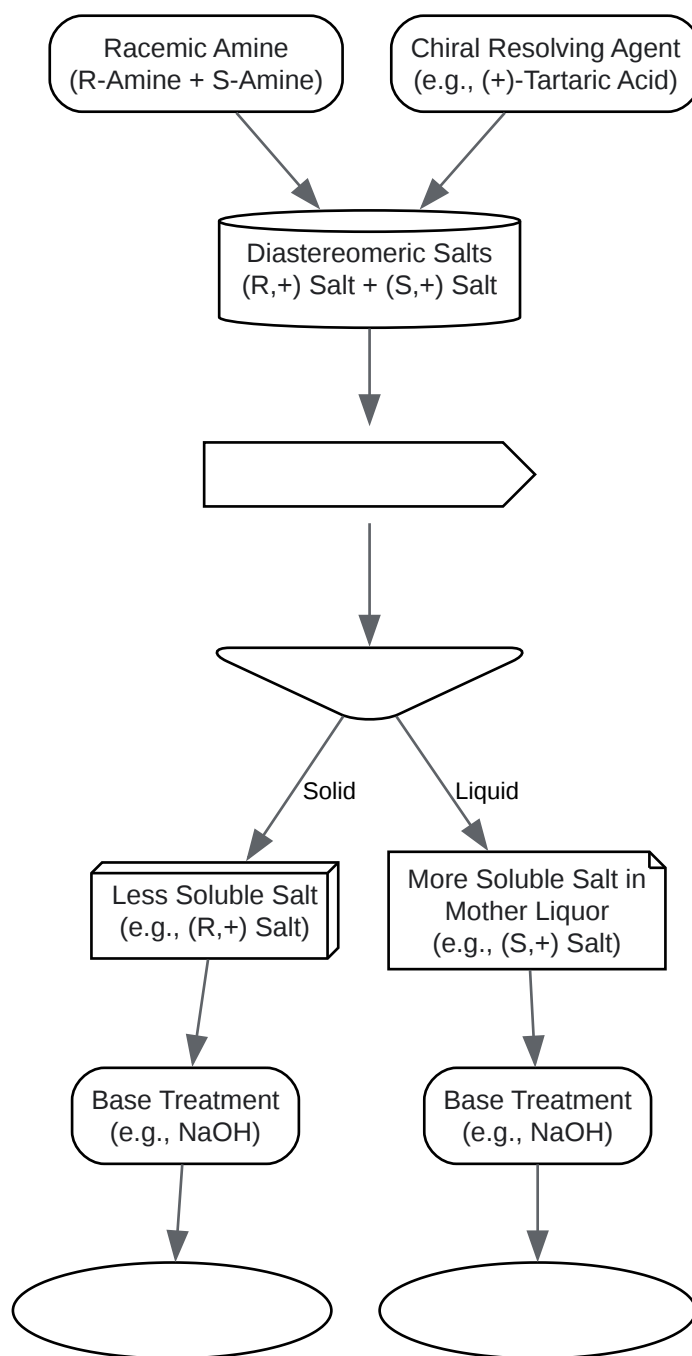 Racemic Amine
(R-Amine + S-Amine)
Chiral Resolving Agent
(e.g., (+)-Tartaric Acid)
Diastereomeric Salts
(R,+) Salt + (S,+) Salt
Solid
Liquid
Less Soluble Salt
(e.g., (R,+) Salt)
More Soluble Salt in
Mother Liquor
(e.g., (S,+) Salt)
Base Treatment
(e.g., NaOH)
Base Treatment
(e.g., NaOH)